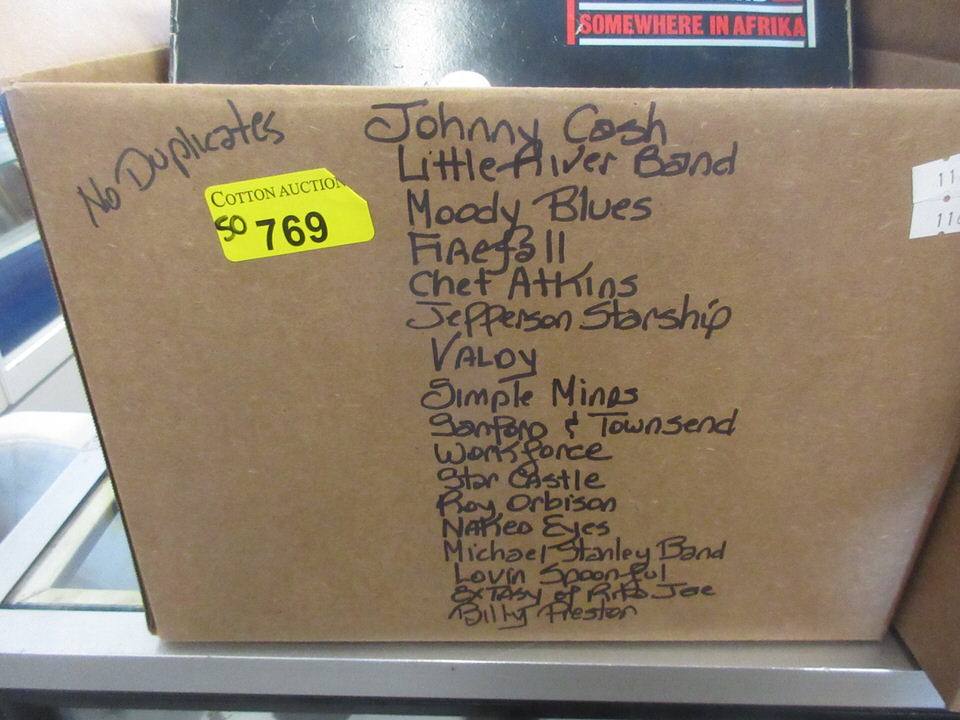 SOMEWHERE IN AFRIKA
No Duplicates
COTTON AUCTION
50 769
Johnny Cash
Little River Band
Moody Blues
Firefall
Chet Atkins
Jefferson Starship
Valdy
Simple Minds
Sanford & Townsend
Workforce
Star Castle
Roy Orbison
Naked Eyes
Michael Stanley Band
Lovin Spoonful
Extasy of
Joe
Billy Preston
11
116